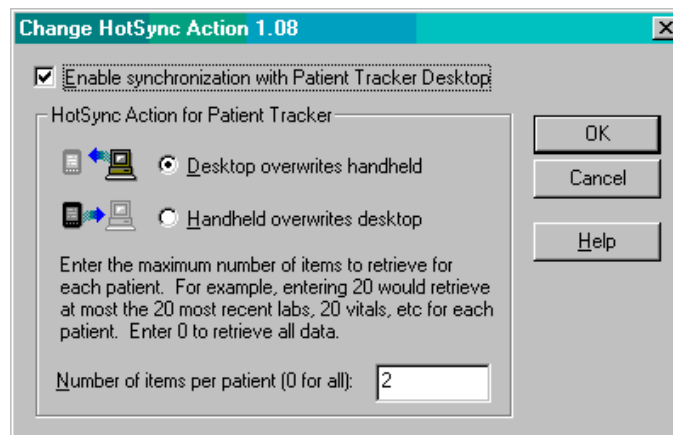 Change HotSync Action 1.08
Enable synchronization with Patient Tracker Desktop
HotSync Action for Patient Tracker
Desktop overwrites handheld
Handheld overwrites desktop
Enter the maximum number of items to retrieve for
each patient. For example, entering 20 would retrieve
at most the 20 most recent labs, 20 vitals, etc for each
patient. Enter 0 to retrieve all data.
Number of items per patient (0 for all): 2
OK
Cancel
Help